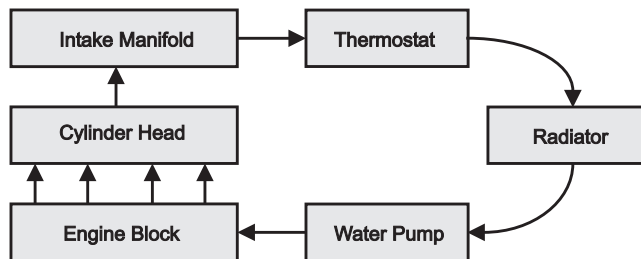 Intake Manifold
Thermostat
Cylinder Head
Radiator
Engine Block
Water Pump